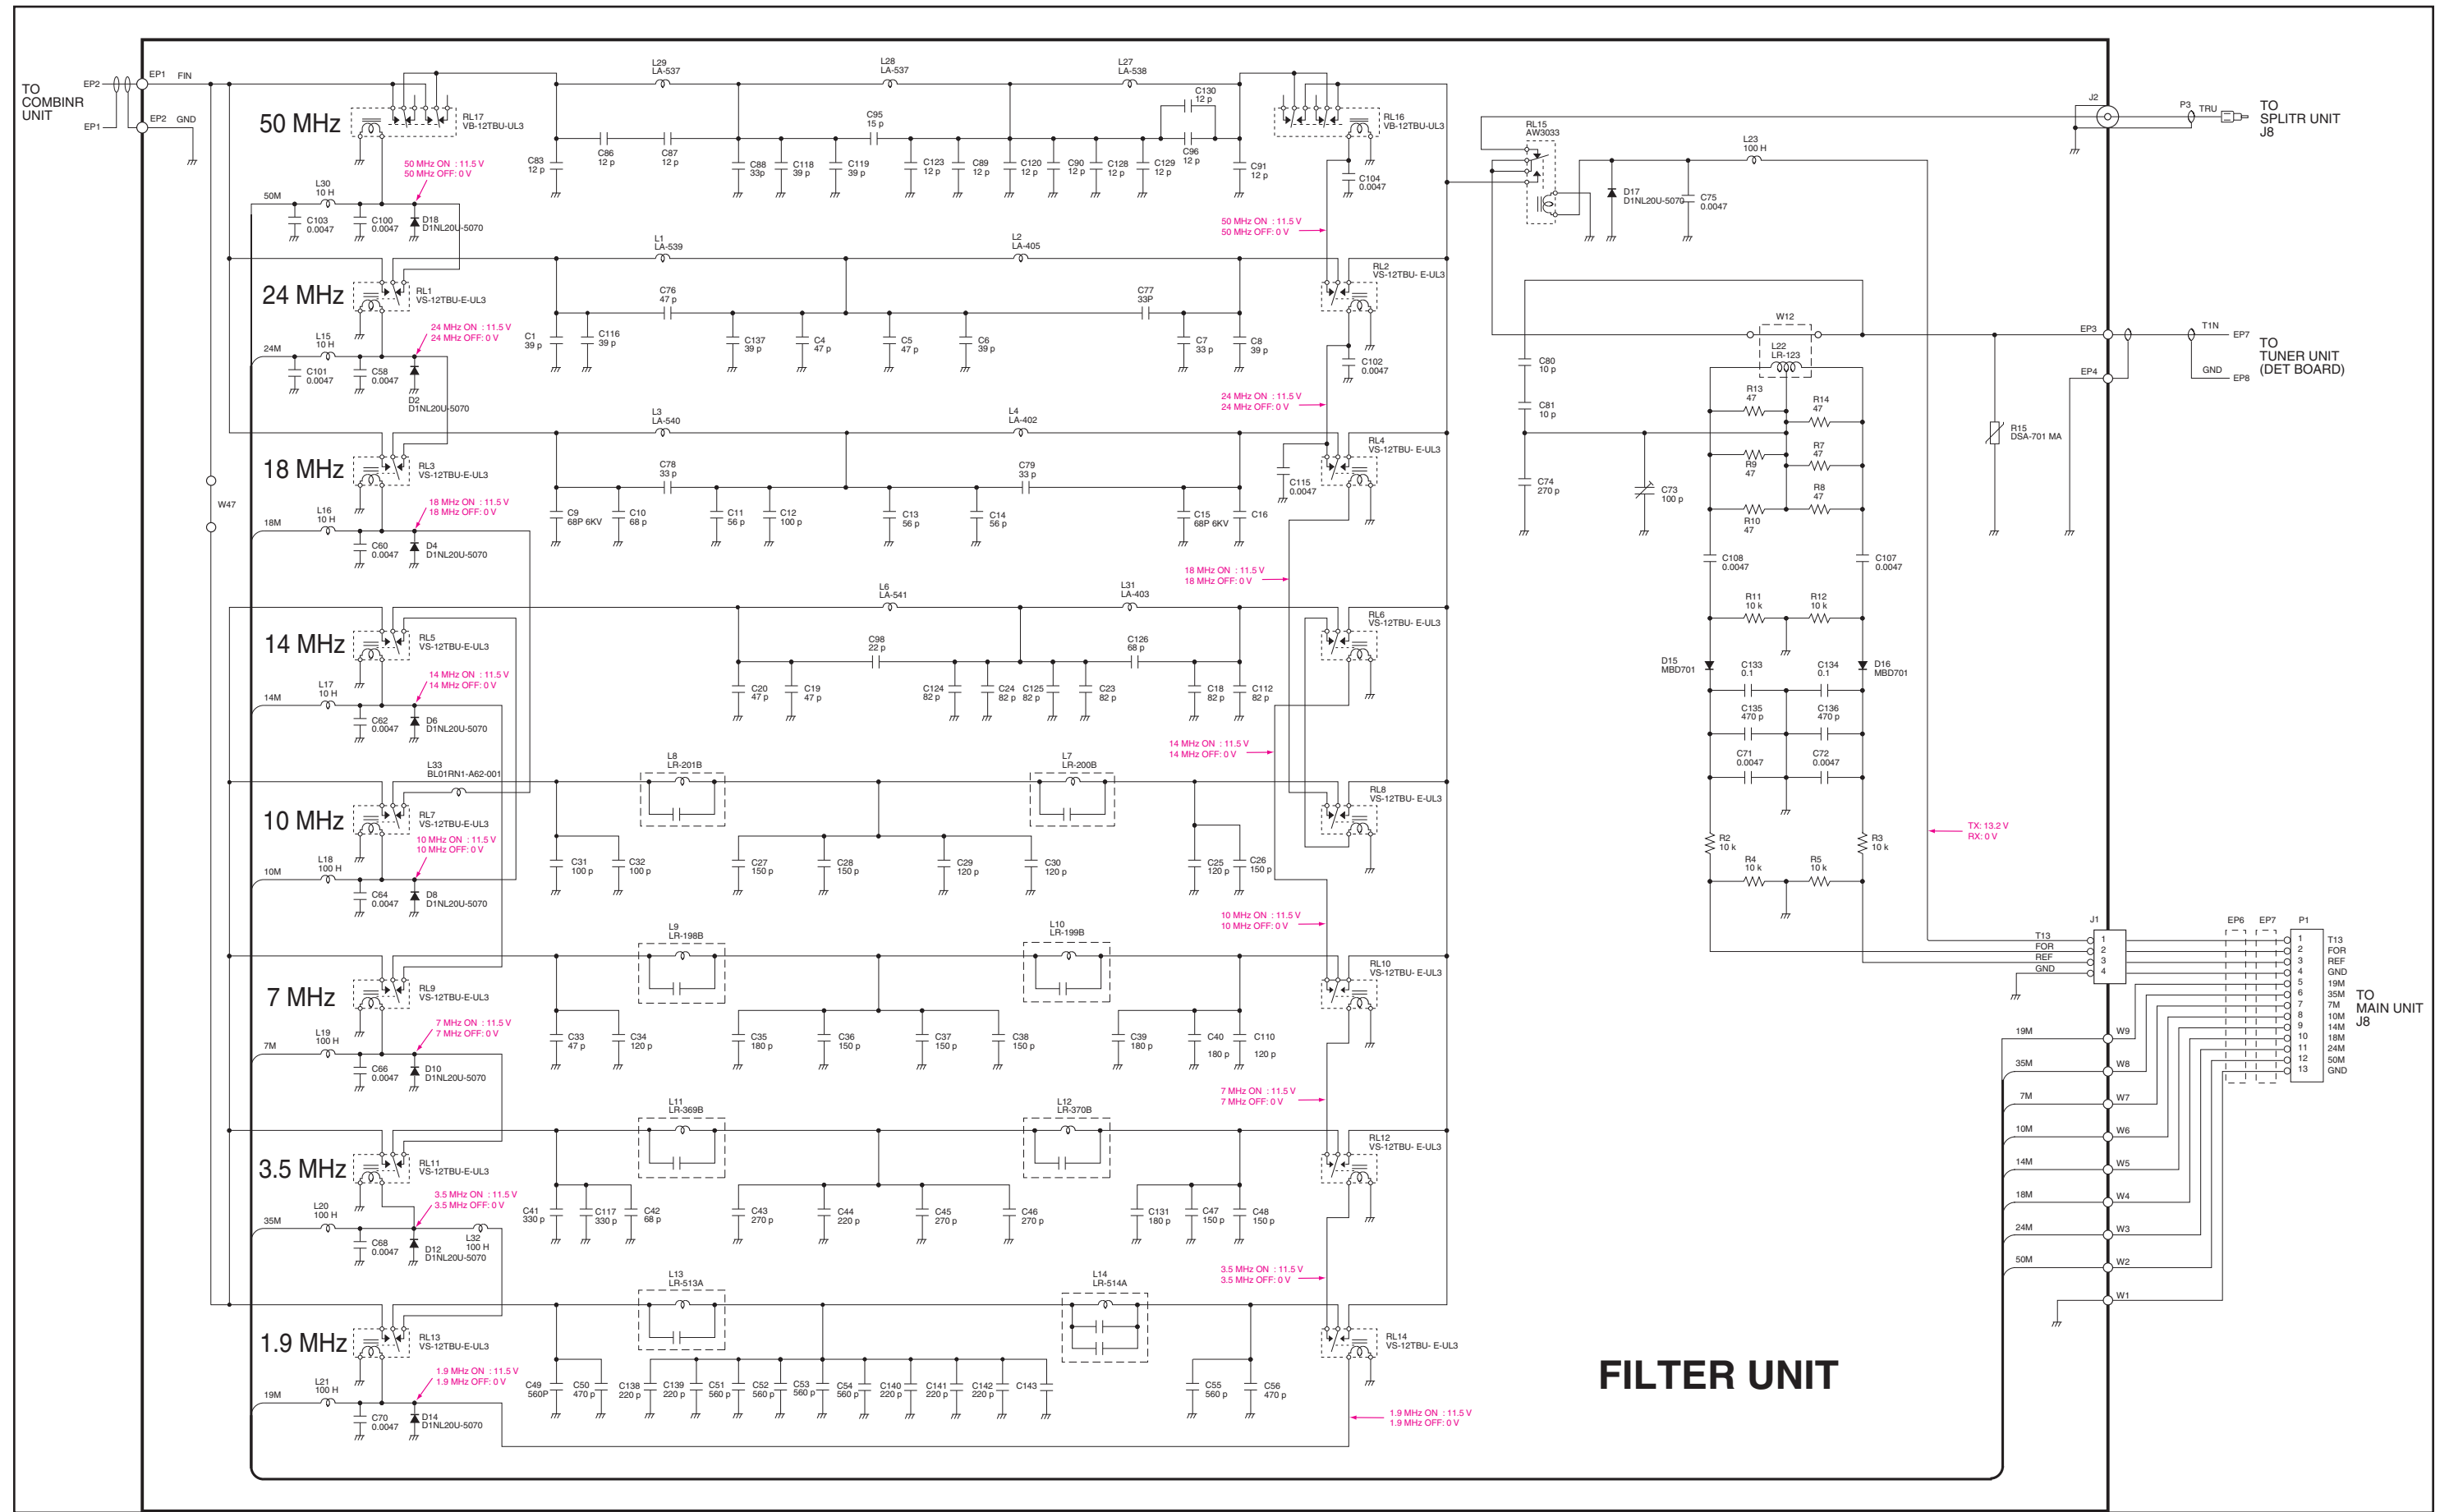 TO
COMBINR
UNIT
EP2
EP1
EP1
FIN
EP2
GND
W47
50 MHz
RL17
VB-12TBU-UL3
50 MHz ON : 11.5 V
50 MHz OFF: 0 V
50M
L30
10 H
C103
0.0047
C100
0.0047
D18
D1NL20U-5070
L29
LA-537
L28
LA-537
L27
LA-538
C83
12 p
C86
12 p
C87
12 p
C88
33p
C118
39 p
C95
15 p
C119
39 p
C123
12 p
C89
12 p
C120
12 p
C90
12 p
C128
12 p
C129
12 p
C130
12 p
C96
12 p
C91
12 p
RL16
VB-12TBU-UL3
C104
0.0047
50 MHz ON : 11.5 V
50 MHz OFF: 0 V
24 MHz
RL1
VS-12TBU-E-UL3
24 MHz ON : 11.5 V
24 MHz OFF: 0 V
24M
L15
10 H
C101
0.0047
C58
0.0047
D2
D1NL20U-5070
L1
LA-539
L2
LA-405
C76
47 p
C77
33P
C1
39 p
C116
39 p
C137
39 p
C4
47 p
C5
47 p
C6
39 p
C7
33 p
C8
39 p
RL2
VS-12TBU- E-UL3
C102
0.0047
24 MHz ON : 11.5 V
24 MHz OFF: 0 V
18 MHz
RL3
VS-12TBU-E-UL3
18 MHz ON : 11.5 V
18 MHz OFF: 0 V
18M
L16
10 H
C60
0.0047
D4
D1NL20U-5070
L3
LA-540
L4
LA-402
C78
33 p
C79
33 p
C9
68P 6KV
C10
68 p
C11
56 p
C12
100 p
C13
56 p
C14
56 p
C15
68P 6KV
C16
C115
0.0047
RL4
VS-12TBU- E-UL3
18 MHz ON : 11.5 V
18 MHz OFF: 0 V
14 MHz
RL5
VS-12TBU-E-UL3
14 MHz ON : 11.5 V
14 MHz OFF: 0 V
14M
L17
10 H
C62
0.0047
D6
D1NL20U-5070
L6
LA-541
L31
LA-403
C98
22 p
C126
68 p
C20
47 p
C19
47 p
C124
82 p
C24
82 p
C125
82 p
C23
82 p
C18
82 p
C112
82 p
RL6
VS-12TBU- E-UL3
14 MHz ON : 11.5 V
14 MHz OFF: 0 V
10 MHz
L33
BL01RN1-A62-001
RL7
VS-12TBU-E-UL3
10 MHz ON : 11.5 V
10 MHz OFF: 0 V
10M
L18
100 H
C64
0.0047
D8
D1NL20U-5070
L8
LR-201B
L7
LR-200B
C31
100 p
C32
100 p
C27
150 p
C28
150 p
C29
120 p
C30
120 p
C25
120 p
C26
150 p
RL8
VS-12TBU- E-UL3
10 MHz ON : 11.5 V
10 MHz OFF: 0 V
7 MHz
RL9
VS-12TBU-E-UL3
7 MHz ON : 11.5 V
7 MHz OFF: 0 V
7M
L19
100 H
C66
0.0047
D10
D1NL20U-5070
L9
LR-198B
L10
LR-199B
C33
47 p
C34
120 p
C35
180 p
C36
150 p
C37
150 p
C38
150 p
C39
180 p
C40
180 p
C110
120 p
RL10
VS-12TBU- E-UL3
7 MHz ON : 11.5 V
7 MHz OFF: 0 V
3.5 MHz
RL11
VS-12TBU-E-UL3
3.5 MHz ON : 11.5 V
3.5 MHz OFF: 0 V
35M
L20
100 H
C68
0.0047
D12
D1NL20U-5070
L32
100 H
L11
LR-369B
L12
LR-370B
C41
330 p
C117
330 p
C42
68 p
C43
270 p
C44
220 p
C45
270 p
C46
270 p
C131
180 p
C47
150 p
C48
150 p
RL12
VS-12TBU- E-UL3
3.5 MHz ON : 11.5 V
3.5 MHz OFF: 0 V
1.9 MHz
RL13
VS-12TBU-E-UL3
1.9 MHz ON : 11.5 V
1.9 MHz OFF: 0 V
19M
L21
100 H
C70
0.0047
D14
D1NL20U-5070
L13
LR-513A
L14
LR-514A
C49
560P
C50
470 p
C138
220 p
C139
220 p
C51
560 p
C52
560 p
C53
560 p
C54
560 p
C140
220 p
C141
220 p
C142
220 p
C143
C55
560 p
C56
470 p
RL14
VS-12TBU- E-UL3
1.9 MHz ON : 11.5 V
1.9 MHz OFF: 0 V
RL15
AW3033
L23
100 H
D17
D1NL20U-5070
C75
0.0047
J2
P3
TRU
TO
SPLITR UNIT
J8
W12
L22
LR-123
C80
10 p
C81
10 p
C74
270 p
C73
100 p
R13
47
R14
47
R7
47
R9
47
R8
47
R10
47
C108
0.0047
C107
0.0047
R11
10 k
R12
10 k
D15
MBD701
D16
MBD701
C133
0.1
C134
0.1
C135
470 p
C136
470 p
C71
0.0047
C72
0.0047
R2
10 k
R3
10 k
R4
10 k
R5
10 k
R15
DSA-701 MA
EP3
T1N
EP7
EP4
GND
EP8
TO
TUNER UNIT
(DET BOARD)
TX: 13.2 V
RX: 0 V
J1
T13
1
FOR
2
REF
3
GND
4
EP6
EP7
P1
1
T13
2
FOR
3
REF
4
GND
5
19M
6
35M
7
7M
8
10M
9
14M
10
18M
11
24M
12
50M
13
GND
TO
MAIN UNIT
J8
19M
W9
35M
W8
7M
W7
10M
W6
14M
W5
18M
W4
24M
W3
50M
W2
W1
FILTER UNIT